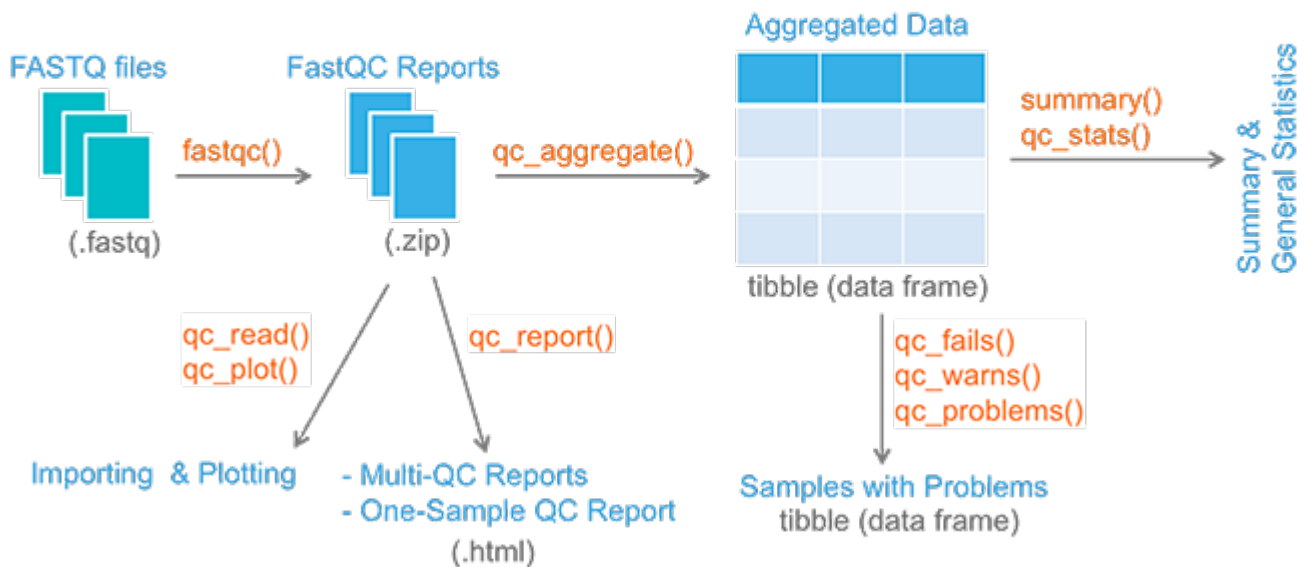 FASTQ files
(.fastq)
fastqc()
FastQC Reports
(.zip)
qc_aggregate()
Aggregated Data
tibble (data frame)
summary()
qc_stats()
Summary &
General Statistics
qc_read()
qc_plot()
Importing & Plotting
qc_report()
- Multi-QC Reports
- One-Sample QC Report
(.html)
qc_fails()
qc_warns()
qc_problems()
Samples with Problems
tibble (data frame)